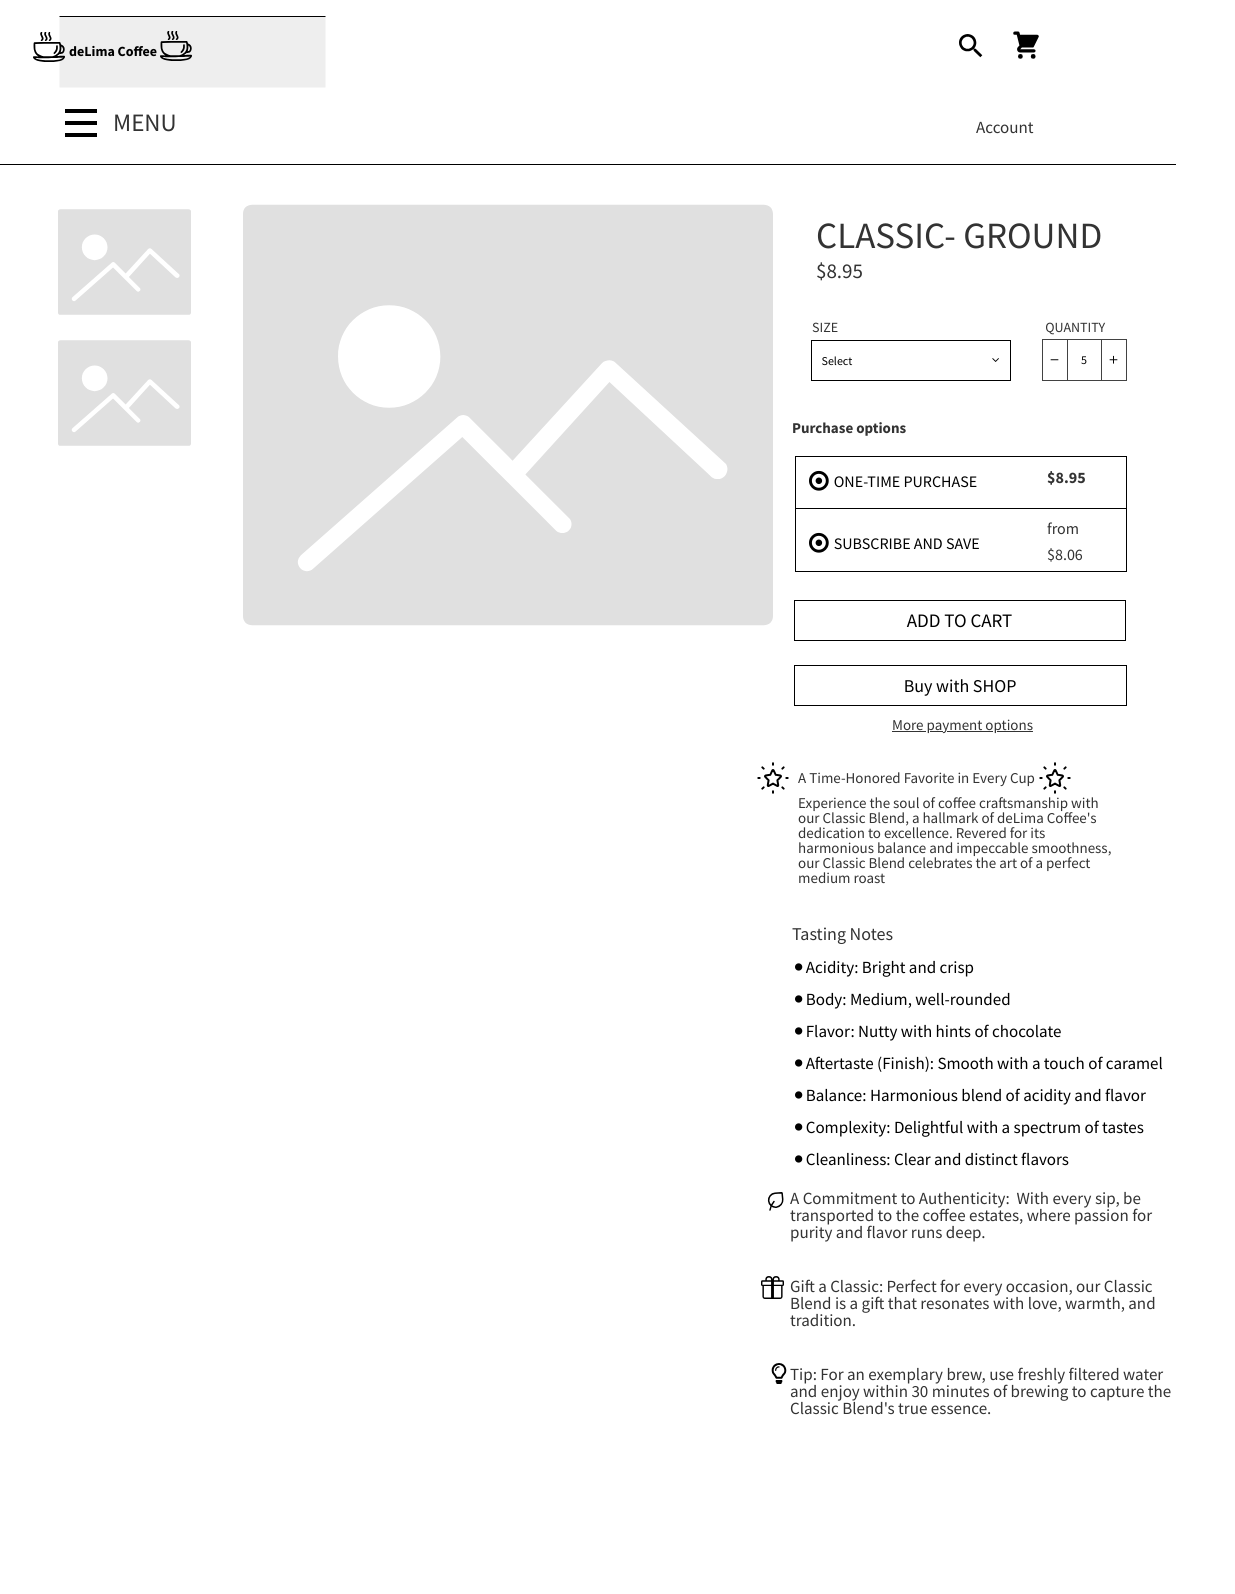 deLima Coffee
MENU
Account
CLASSIC- GROUND
$8.95
SIZE
QUANTITY
Select
− 5 +
Purchase options
ONE-TIME PURCHASE
$8.95
SUBSCRIBE AND SAVE
from
$8.06
ADD TO CART
Buy with SHOP
More payment options
A Time-Honored Favorite in Every Cup
Experience the soul of coffee craftsmanship with
our Classic Blend, a hallmark of deLima Coffee's
dedication to excellence. Revered for its
harmonious balance and impeccable smoothness,
our Classic Blend celebrates the art of a perfect
medium roast
Tasting Notes
● Acidity: Bright and crisp
● Body: Medium, well-rounded
● Flavor: Nutty with hints of chocolate
● Aftertaste (Finish): Smooth with a touch of caramel
● Balance: Harmonious blend of acidity and flavor
● Complexity: Delightful with a spectrum of tastes
● Cleanliness: Clear and distinct flavors
A Commitment to Authenticity:  With every sip, be
transported to the coffee estates, where passion for
purity and flavor runs deep.
Gift a Classic: Perfect for every occasion, our Classic
Blend is a gift that resonates with love, warmth, and
tradition.
Tip: For an exemplary brew, use freshly filtered water
and enjoy within 30 minutes of brewing to capture the
Classic Blend's true essence.